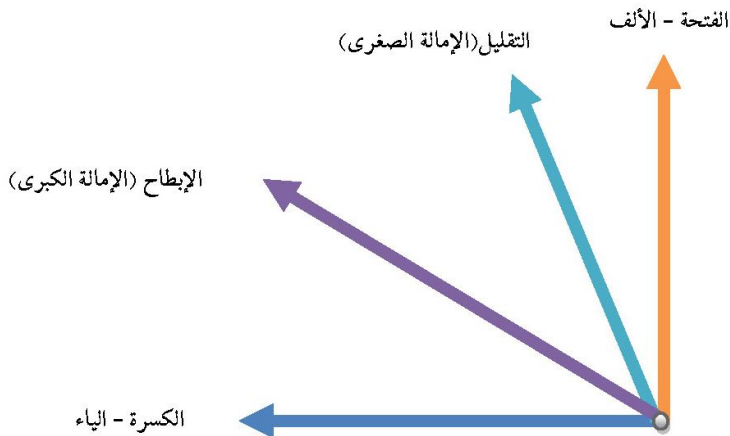 الفتحة - الألف
التقليل(الإمالة الصغرى)
الإبطاح (الإمالة الكبرى)
الكسرة - الياء